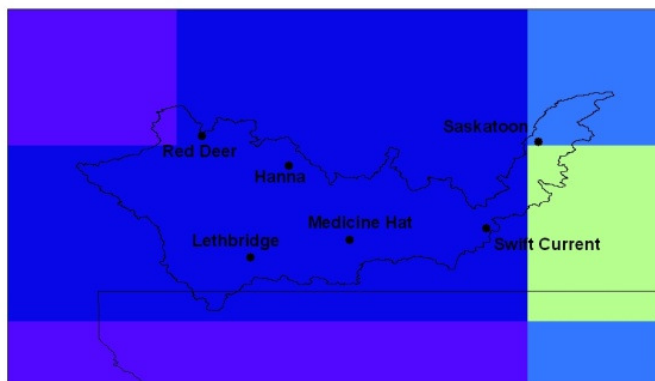 Saskatoon
Red Deer
Hanna
Medicine Hat
Lethbridge
Swift Current